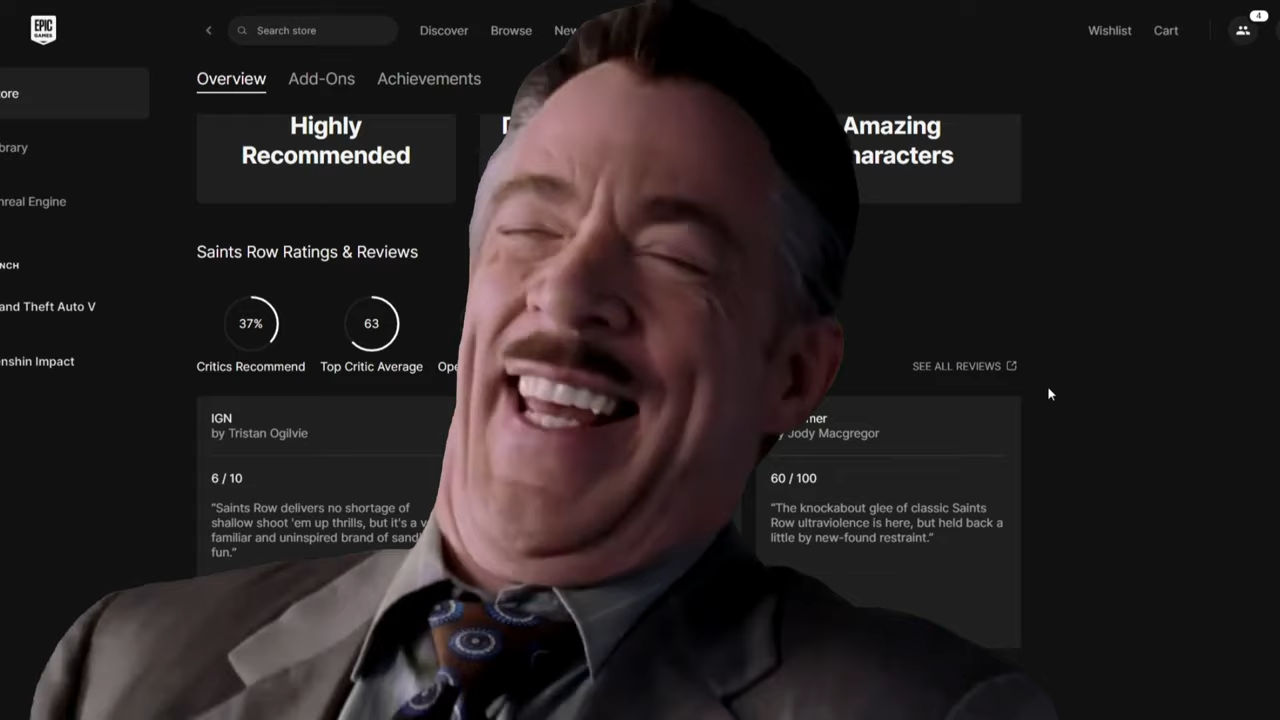 EPIC
GAMES
Search store
Discover
Browse
New
Wishlist
Cart
4
ore
Overview
Add-Ons
Achievements
brary
Highly
Recommended
Amazing
haracters
nreal Engine
Saints Row Ratings & Reviews
NCH
and Theft Auto V
37%
63
nshin Impact
Critics Recommend
Top Critic Average
Ope
SEE ALL REVIEWS
IGN
by Tristan Ogilvie
6 / 10
"Saints Row delivers no shortage of
shallow shoot 'em up thrills, but it's a v
familiar and uninspired brand of sand
fun."
mer
y Jody Macgregor
60 / 100
"The knockabout glee of classic Saints
Row ultraviolence is here, but held back a
little by new-found restraint."